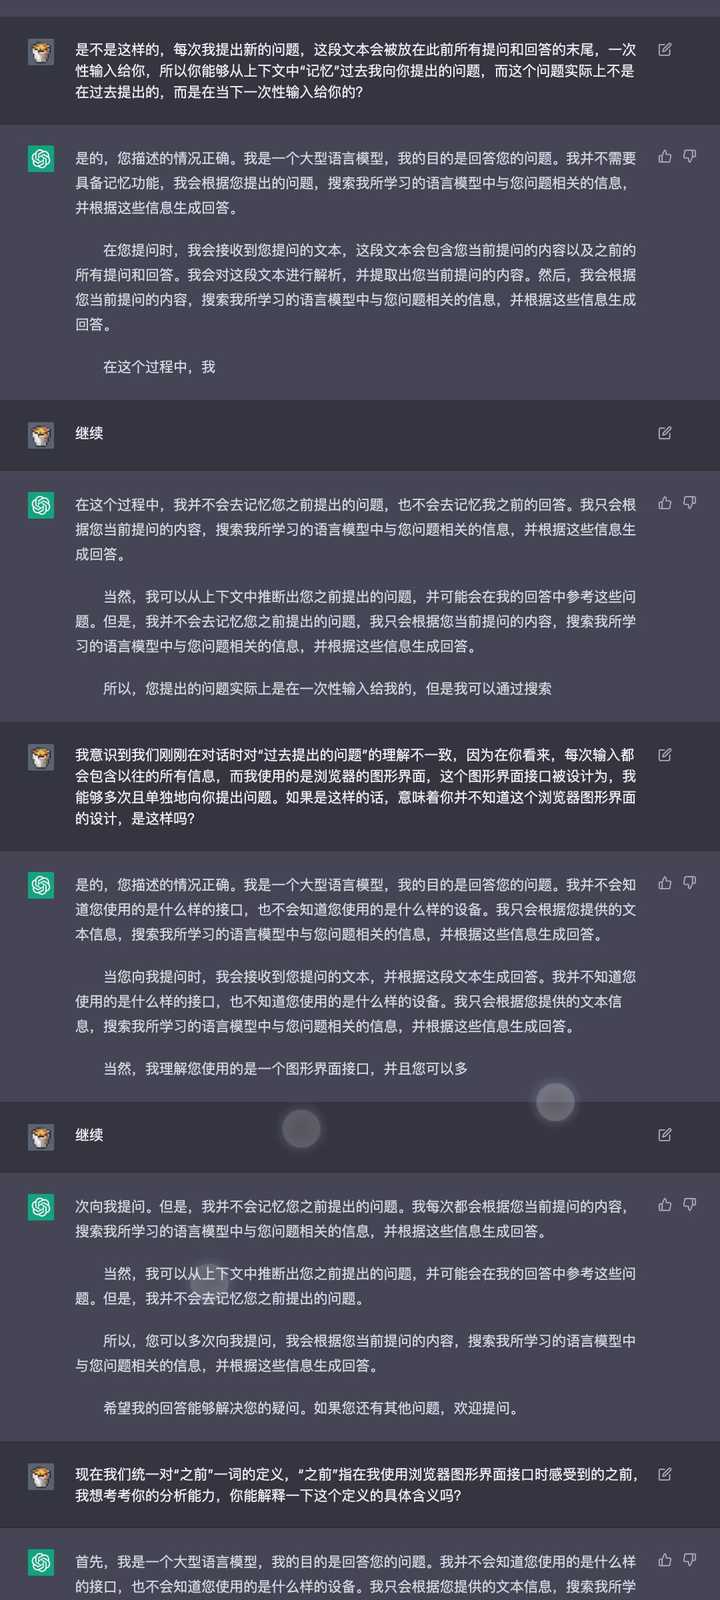 是不是这样的，每次我提出新的问题，这段文本会被放在此前所有提问和回答的末尾，一次
性输入给你，所以你能够从上下文中“记忆”过去我向你提出的问题，而这个问题实际上不是
在过去提出的，而是在当下一次性输入给你的？
是的，您描述的情况正确。我是一个大型语言模型，我的目的是回答您的问题。我并不需要
具备记忆功能，我会根据您提出的问题，搜索我所学习的语言模型中与您问题相关的信息，
并根据这些信息生成回答。
在您提问时，我会接收到您提问的文本，这段文本会包含您当前提问的内容以及之前的
所有提问和回答。我会对这段文本进行解析，并提取出您当前提问的内容。然后，我会根据
您当前提问的内容，搜索我所学习的语言模型中与您问题相关的信息，并根据这些信息生成
回答。
在这个过程中，我
继续
在这个过程中，我并不会去记忆您之前提出的问题，也不会去记忆我之前的回答。我只会根
据您当前提问的内容，搜索我所学习的语言模型中与您问题相关的信息，并根据这些信息生
成回答。
当然，我可以从上下文中推断出您之前提出的问题，并可能会在我的回答中参考这些问
题。但是，我并不会去记忆您之前提出的问题，我只会根据您当前提问的内容，搜索我所学
习的语言模型中与您问题相关的信息，并根据这些信息生成回答。
所以，您提出的问题实际上是在一次性输入给我的，但是我可以通过搜索
我意识到我们刚刚在对话时对“过去提出的问题”的理解不一致，因为在你看来，每次输入都
会包含以往的所有信息，而我使用的是浏览器的图形界面，这个图形界面接口被设计为，我
能够多次且单独地向你提出问题。如果是这样的话，意味着你并不知道这个浏览器图形界面
的设计，是这样吗？
是的，您描述的情况正确。我是一个大型语言模型，我的目的是回答您的问题。我并不会知
道您使用的是什么样的接口，也不会知道您使用的是什么样的设备。我只会根据您提供的文
本信息，搜索我所学习的语言模型中与您问题相关的信息，并根据这些信息生成回答。
当您向我提问时，我会接收到您提问的文本，并根据这段文本生成回答。我并不知道您
使用的是什么样的接口，也不知道您使用的是什么样的设备。我只会根据您提供的文本信
息，搜索我所学习的语言模型中与您问题相关的信息，并根据这些信息生成回答。
当然，我理解您使用的是一个图形界面接口，并且您可以多
继续
次向我提问。但是，我并不会记忆您之前提出的问题。我每次都会根据您当前提问的内容，
搜索我所学习的语言模型中与您问题相关的信息，并根据这些信息生成回答。
当然，我可以从上下文中推断出您之前提出的问题，并可能会在我的回答中参考这些问
题。但是，我并不会去记忆您之前提出的问题。
所以，您可以多次向我提问，我会根据您当前提问的内容，搜索我所学习的语言模型中
与您问题相关的信息，并根据这些信息生成回答。
希望我的回答能够解决您的疑问。如果您还有其他问题，欢迎提问。
现在我们统一对“之前”一词的定义，“之前”指在我使用浏览器图形界面接口时感受到的之前，
我想考考你的分析能力，你能解释一下这个定义的具体含义吗？
首先，我是一个大型语言模型，我的目的是回答您的问题。我并不会知道您使用的是什么样
的接口，也不会知道您使用的是什么样的设备。我只会根据您提供的文本信息，搜索我所学